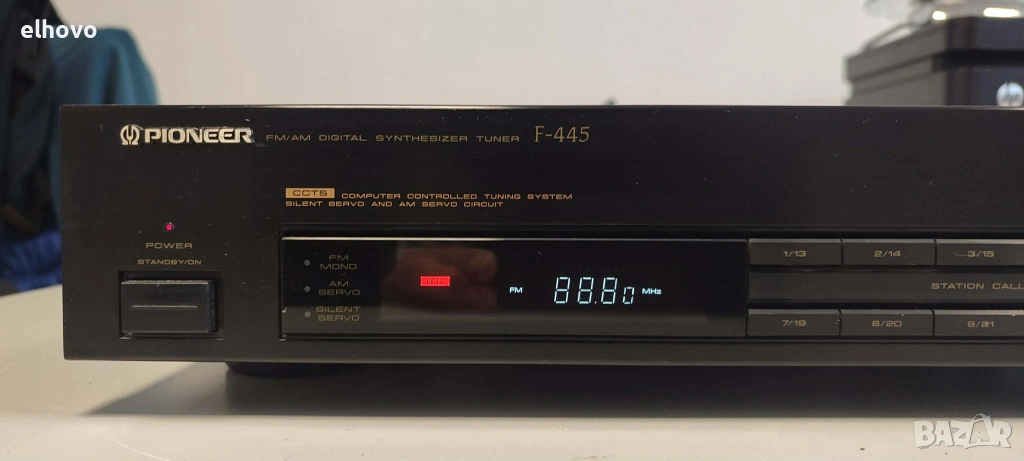 elhovo
PIONEER FM/AM DIGITAL SYNTHESIZER TUNER F-445
CCTS COMPUTER CONTROLLED TUNING SYSTEM
SILENT SERVO AND AM SERVO CIRCUIT
POWER
STANDBY/ON
FM
MONO
AM
SERVO
SILENT
SERVO
CCTS
FM 88.80 MHz
1/13 2/14 3/15
STATION CALL
7/19 8/20 9/21
BAZAR
hp